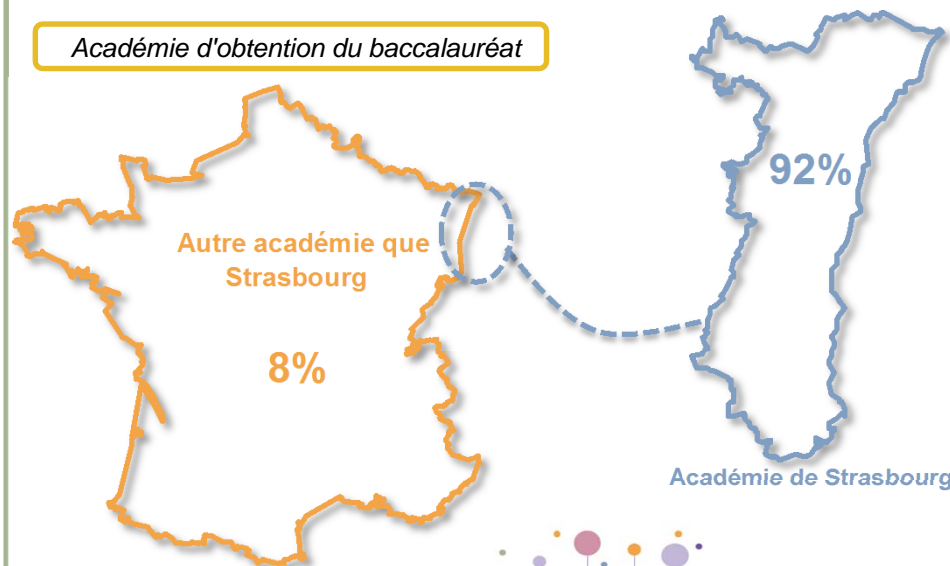 Académie d'obtention du baccalauréat
92%
Autre académie que
Strasbourg
8%
Académie de Strasbourg